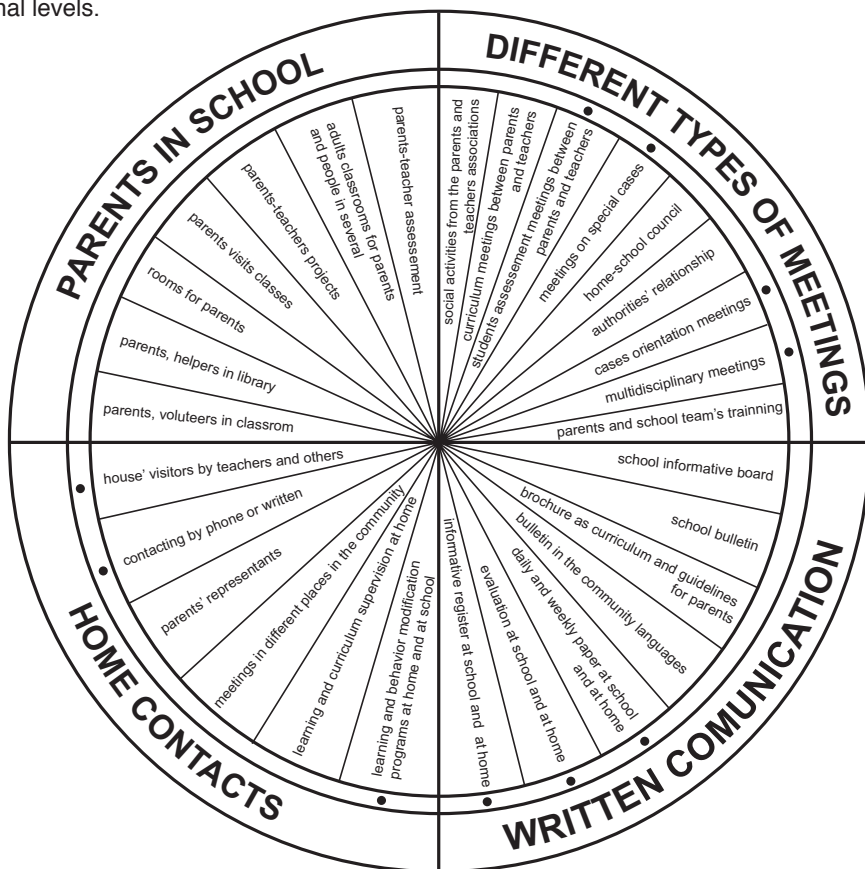 nal levels.
PARENTS IN SCHOOL
parents-teacher assessment
adults classrooms for parents
and people in several
parents-teachers projects
parents visits classes
rooms for parents
parents, helpers in library
parents, voluteers in classrom
DIFFERENT TYPES OF MEETINGS
social activities from the parents and
teachers associations
curriculum meetings between parents
and teachers
students assessement meetings between
parents and teachers
meetings on special cases
home-school council
authorities' relationship
cases orientation meetings
multidisciplinary meetings
parents and school team's trainning
HOME CONTACTS
house' visitors by teachers and others
contacting by phone or written
parents' representants
meetings in different places in the community
learning and curriculum supervision at home
learning and behavior modification
programs at home and at school
WRITTEN COMUNICATION
school informative board
school bulletin
brochure as curriculum and guidelines
for parents
bulletin in the community languages
daily and weekly paper at school
and at home
evaluation at school and at home
informative register at school and at home